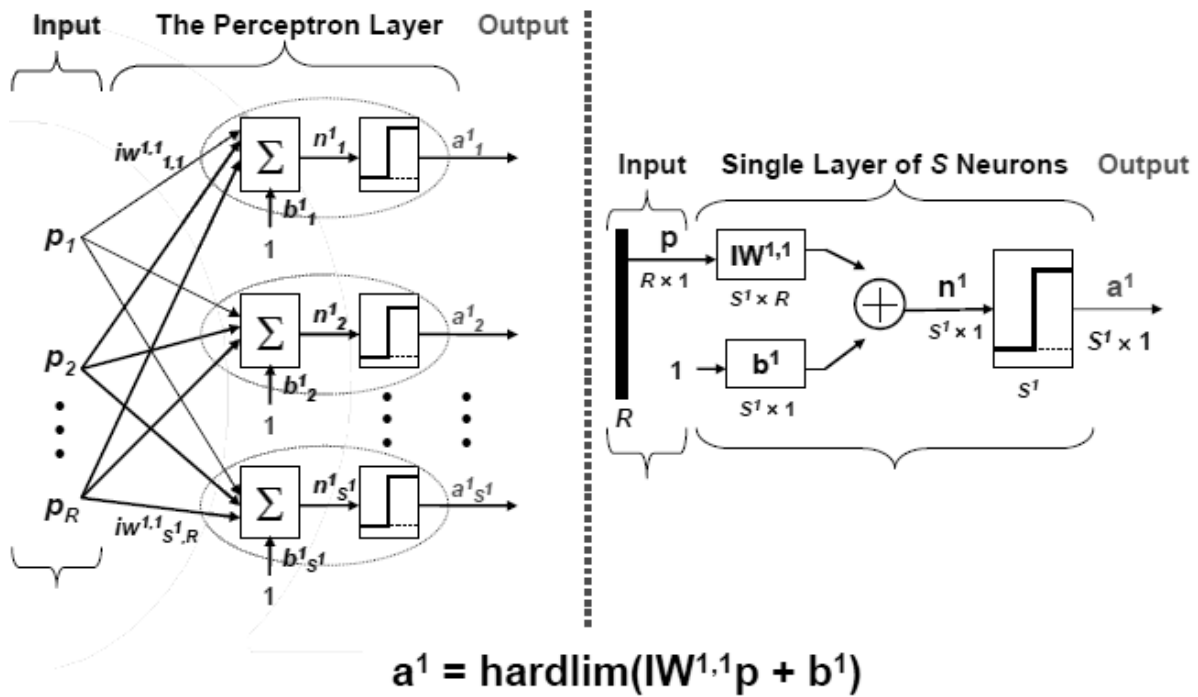 Input The Perceptron Layer Output
iw¹,¹₁,₁
n¹₁
a¹₁
b¹₁
1
p₁
n¹₂
a¹₂
p₂
b¹₂
1
n¹S¹
a¹S¹
pR
iw¹,¹S¹,R
b¹S¹
1
Input Single Layer of S Neurons Output
p
R × 1
IW¹,¹
S¹ × R
n¹
S¹ × 1
a¹
S¹ × 1
1
b¹
S¹ × 1
S¹
R
a¹ = hardlim(IW¹,¹p + b¹)